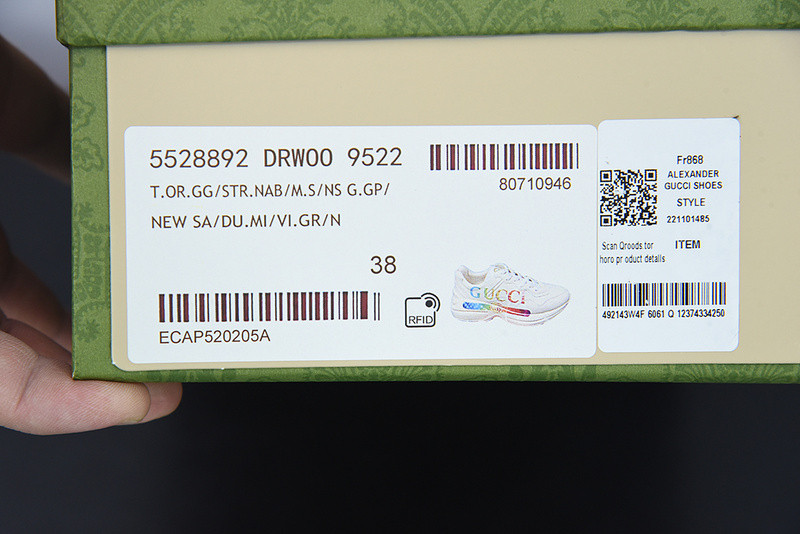 5528892 DRW00 9522
80710946
T.OR.GG/STR.NAB/M.S/NS G.GP/
NEW SA/DU.MI/VI.GR/N
38
ECAP520205A
RFID
GUCCI
Fr868
ALEXANDER
GUCCI SHOES
STYLE
221101485
Scan Qroods tor
horo pr oduct details
ITEM
492143W4F 6061 Q 12374334250